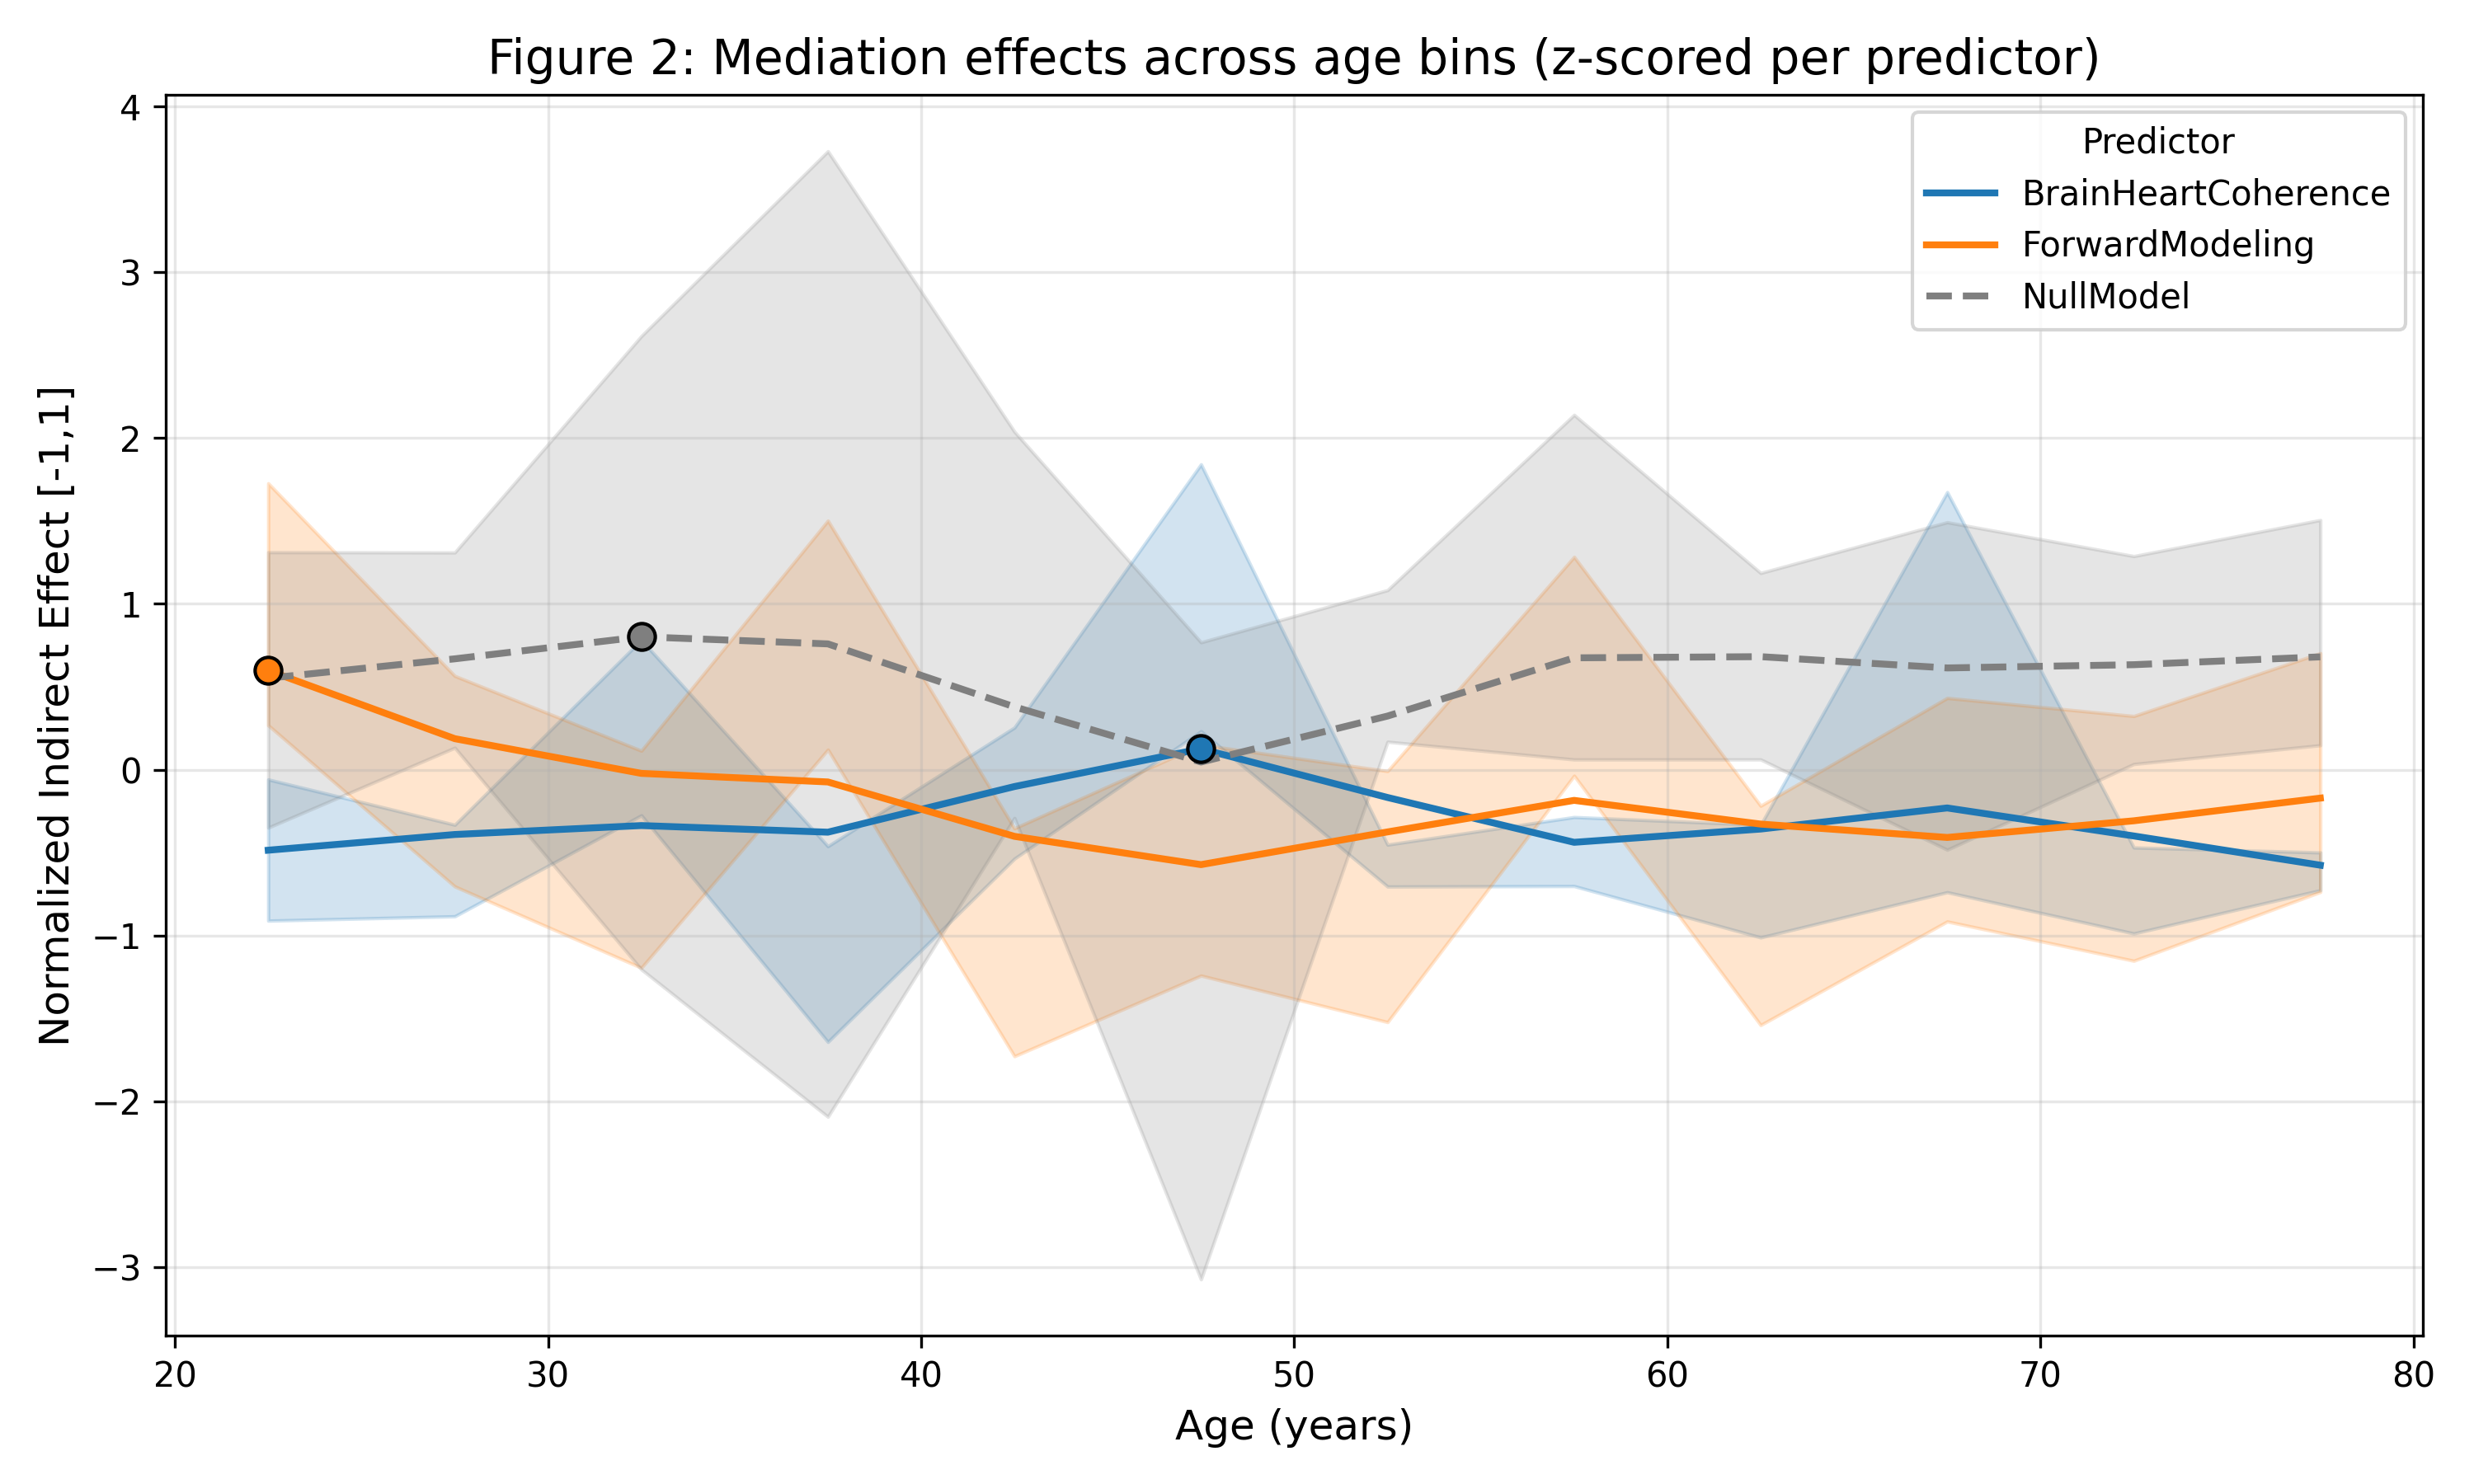 Figure 2: Mediation effects across age bins (z-scored per predictor)
Normalized Indirect Effect [-1,1]
4
3
2
1
0
−1
−2
−3
Predictor
BrainHeartCoherence
ForwardModeling
NullModel
20 30 40 50 60 70 80
Age (years)